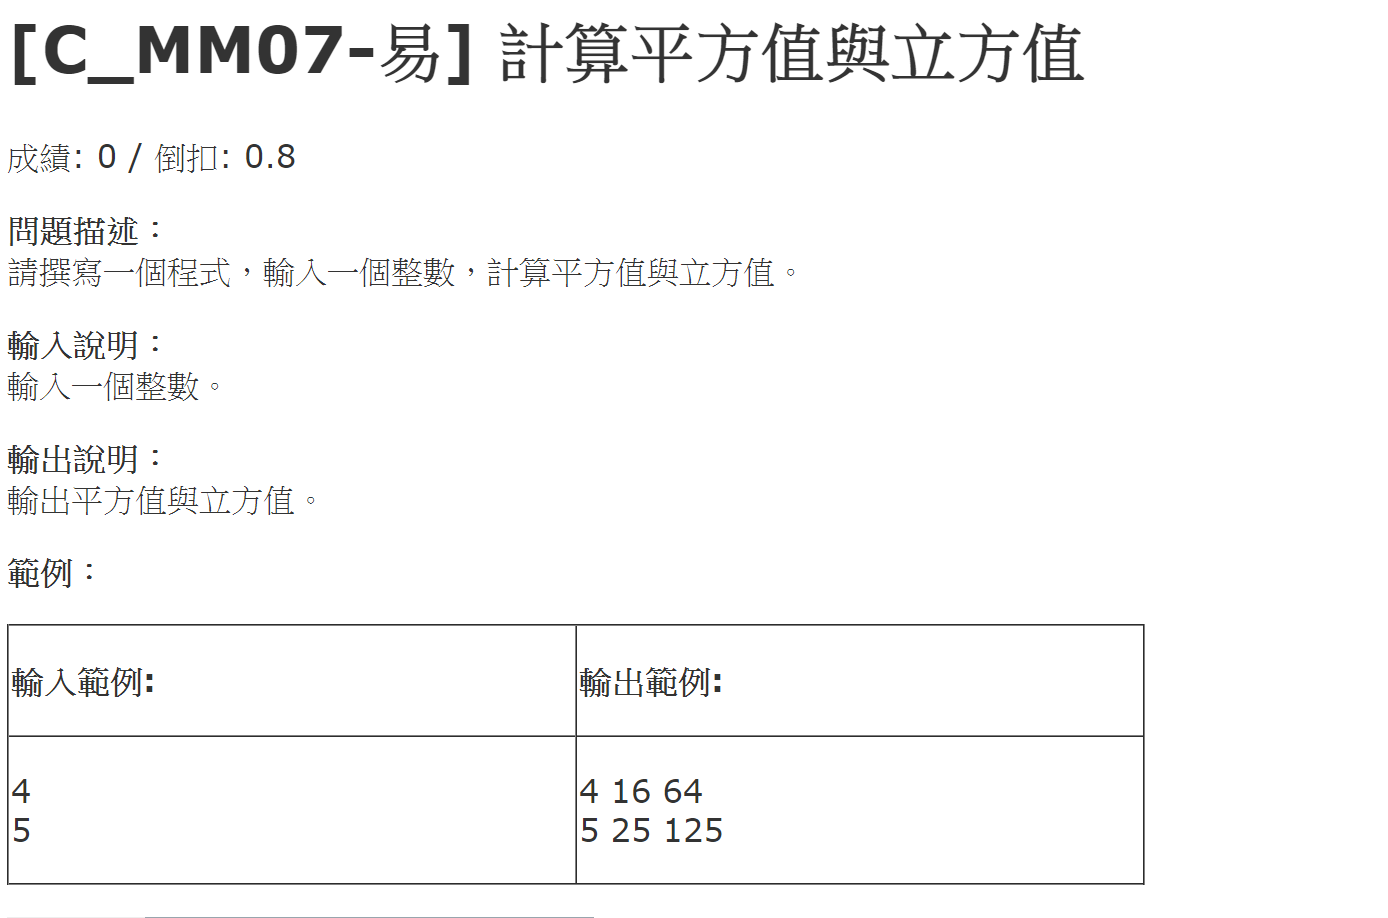 [C_MM07-易] 計算平方值與立方值
成績: 0 / 倒扣: 0.8
問題描述：
請撰寫一個程式，輸入一個整數，計算平方值與立方值。
輸入說明：
輸入一個整數。
輸出說明：
輸出平方值與立方值。
範例：
輸入範例:
輸出範例:
4
5
4 16 64
5 25 125